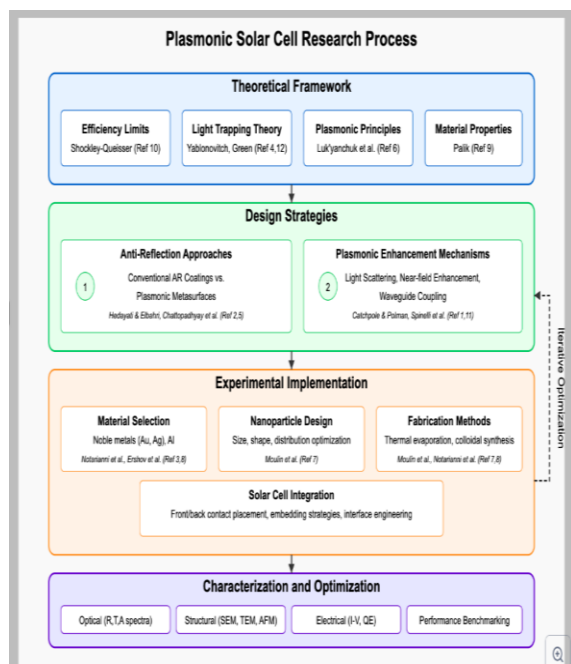 Plasmonic Solar Cell Research Process
Theoretical Framework
Efficiency Limits
Shockley-Queisser (Ref 10)
Light Trapping Theory
Yablonovitch, Green (Ref 4,12)
Plasmonic Principles
Luk'yanchuk et al. (Ref 6)
Material Properties
Palik (Ref 9)
Design Strategies
Anti-Reflection Approaches
1
Conventional AR Coatings vs.
Plasmonic Metasurfaces
Hedayati & Elbahri, Chattopadhyay et al. (Ref 2,5)
Plasmonic Enhancement Mechanisms
2
Light Scattering, Near-field Enhancement,
Waveguide Coupling
Catchpole & Polman, Spinelli et al. (Ref 1,11)
Iterative Optimization
Experimental Implementation
Material Selection
Noble metals (Au, Ag), Al
Notarianni et al., Ershov et al. (Ref 3,8)
Nanoparticle Design
Size, shape, distribution optimization
Moulin et al. (Ref 7)
Fabrication Methods
Thermal evaporation, colloidal synthesis
Moulin et al., Notarianni et al. (Ref 7,8)
Solar Cell Integration
Front/back contact placement, embedding strategies, interface engineering
Characterization and Optimization
Optical (R,T,A spectra)
Structural (SEM, TEM, AFM)
Electrical (I-V, QE)
Performance Benchmarking